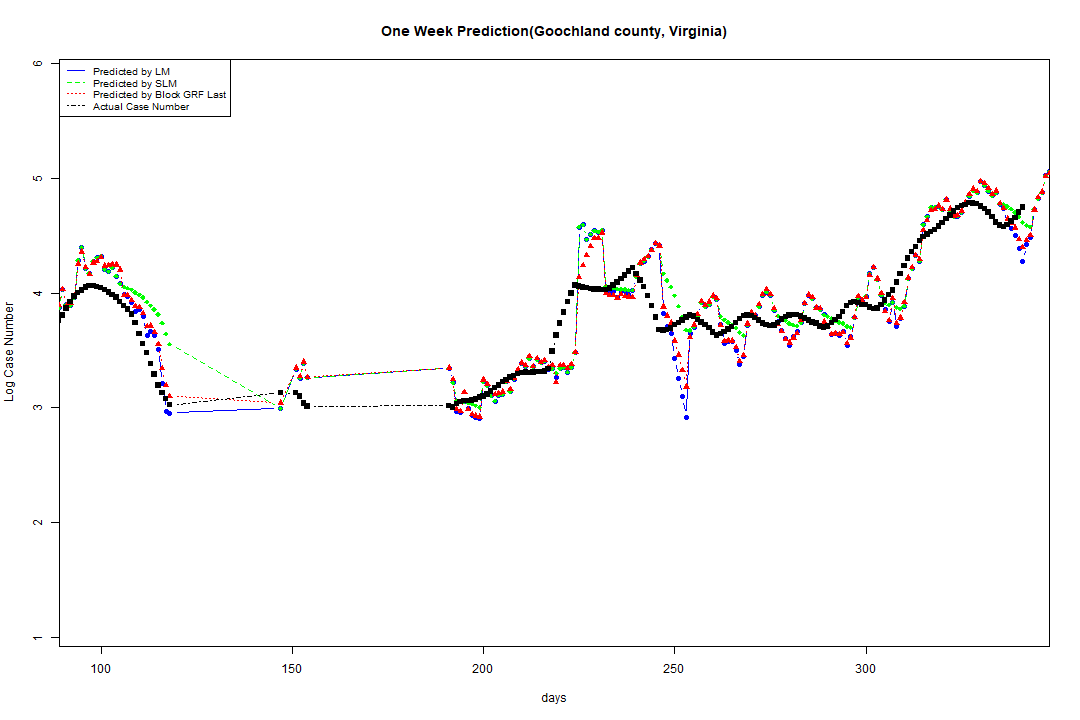 One Week Prediction(Goochland county, Virginia)
Predicted by LM
Predicted by SLM
Predicted by Block GRF Last
Actual Case Number
6
5
4
3
2
1
Log Case Number
100 150 200 250 300
days